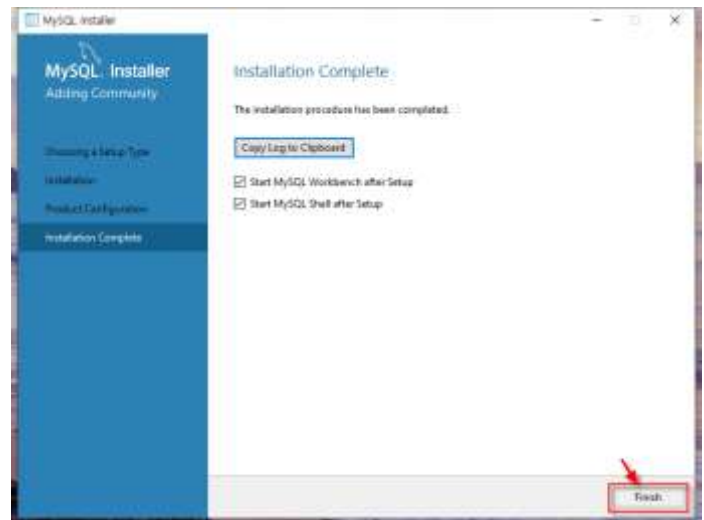 MySQL Installer
MySQL. Installer
Adding Community
Choosing a Setup Type
Installation
Product Configuration
Installation Complete
Installation Complete
The installation procedure has been completed.
Copy Log to Clipboard
Start MySQL Workbench after Setup
Start MySQL Shell after Setup
Finish